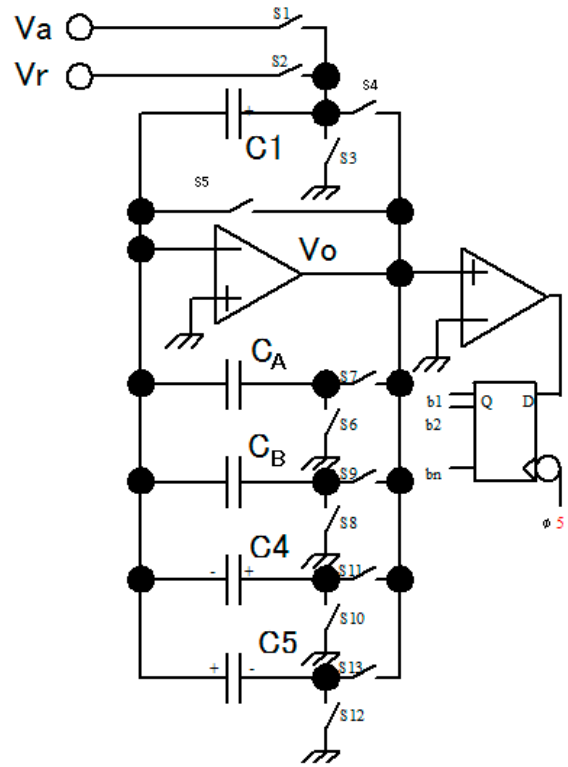 S1
Va
S2
Vr
S4
+
C1
S3
S5
Vo
−
+
+
−
CA
S7
b1
Q
D
S6
b2
CB
S9
bn
S8
φ 5
C4
-
+
S11
S10
C5
+
-
S13
S12